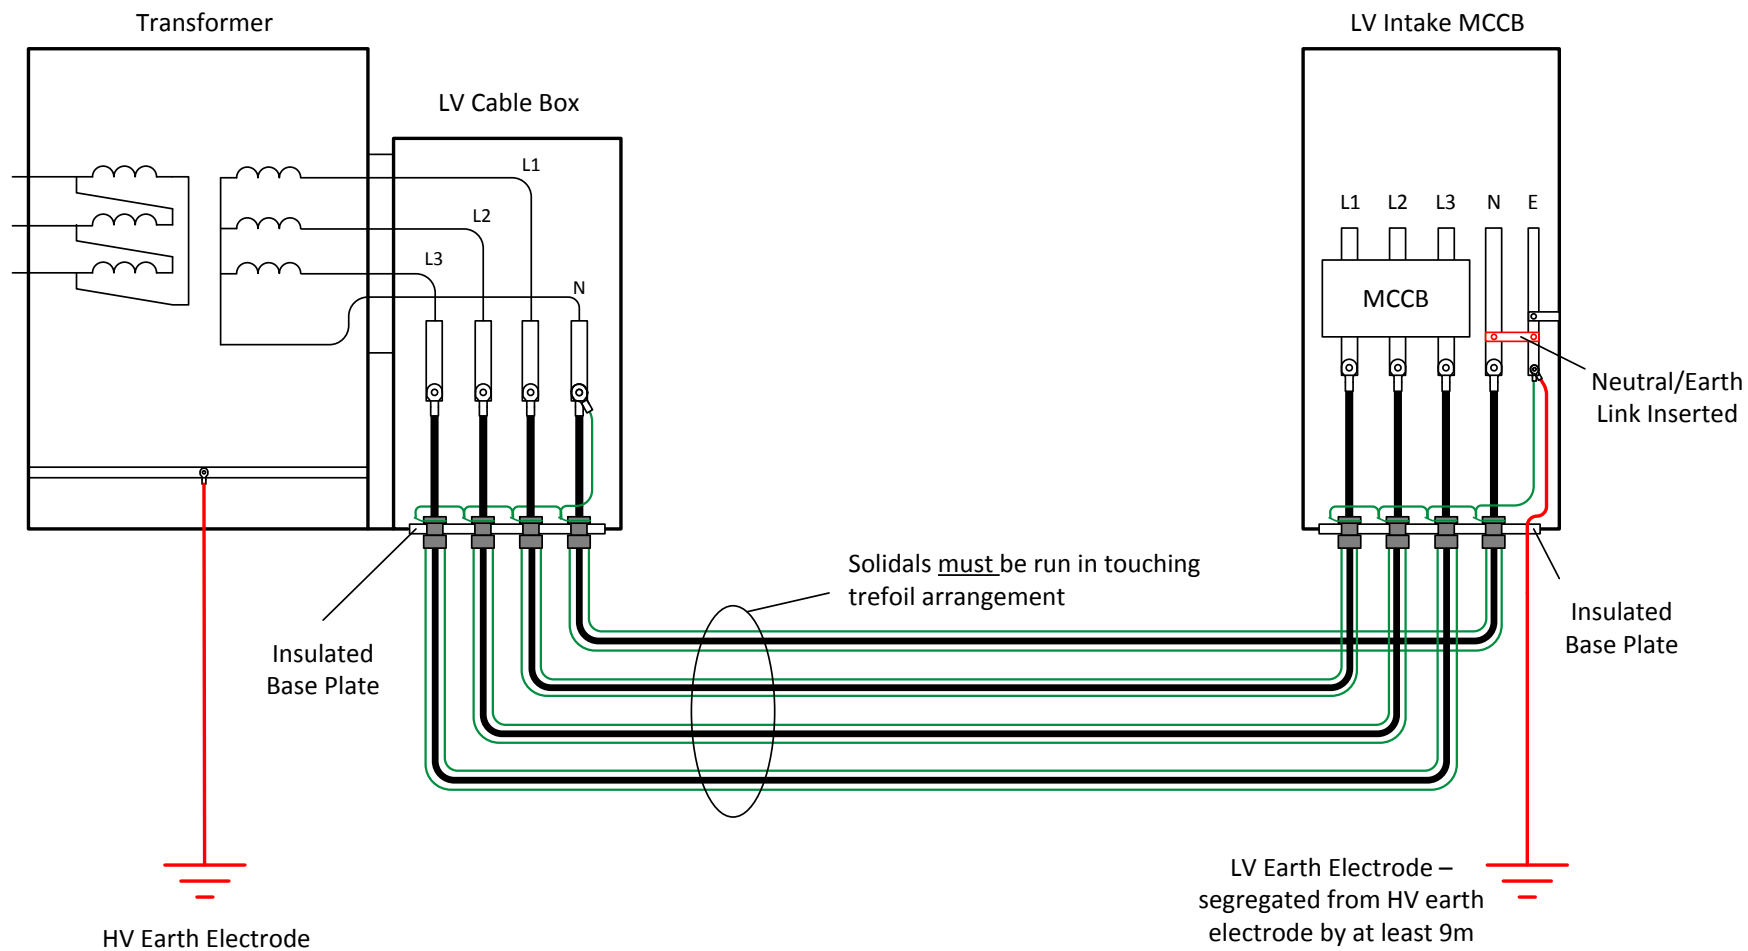 Transformer
LV Intake MCCB
LV Cable Box
L1
L2
L3
N
L1 L2 L3 N E
MCCB
Neutral/Earth
Link Inserted
Solidals must be run in touching
trefoil arrangement
Insulated
Base Plate
Insulated
Base Plate
LV Earth Electrode –
segregated from HV earth
electrode by at least 9m
HV Earth Electrode